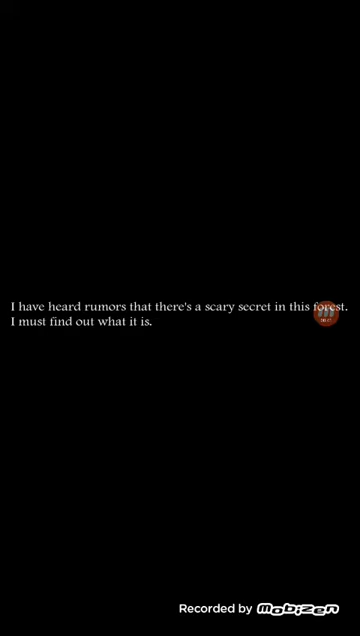 I have heard rumors that there's a scary secret in this forest.
I must find out what it is.
Recorded by mobizen